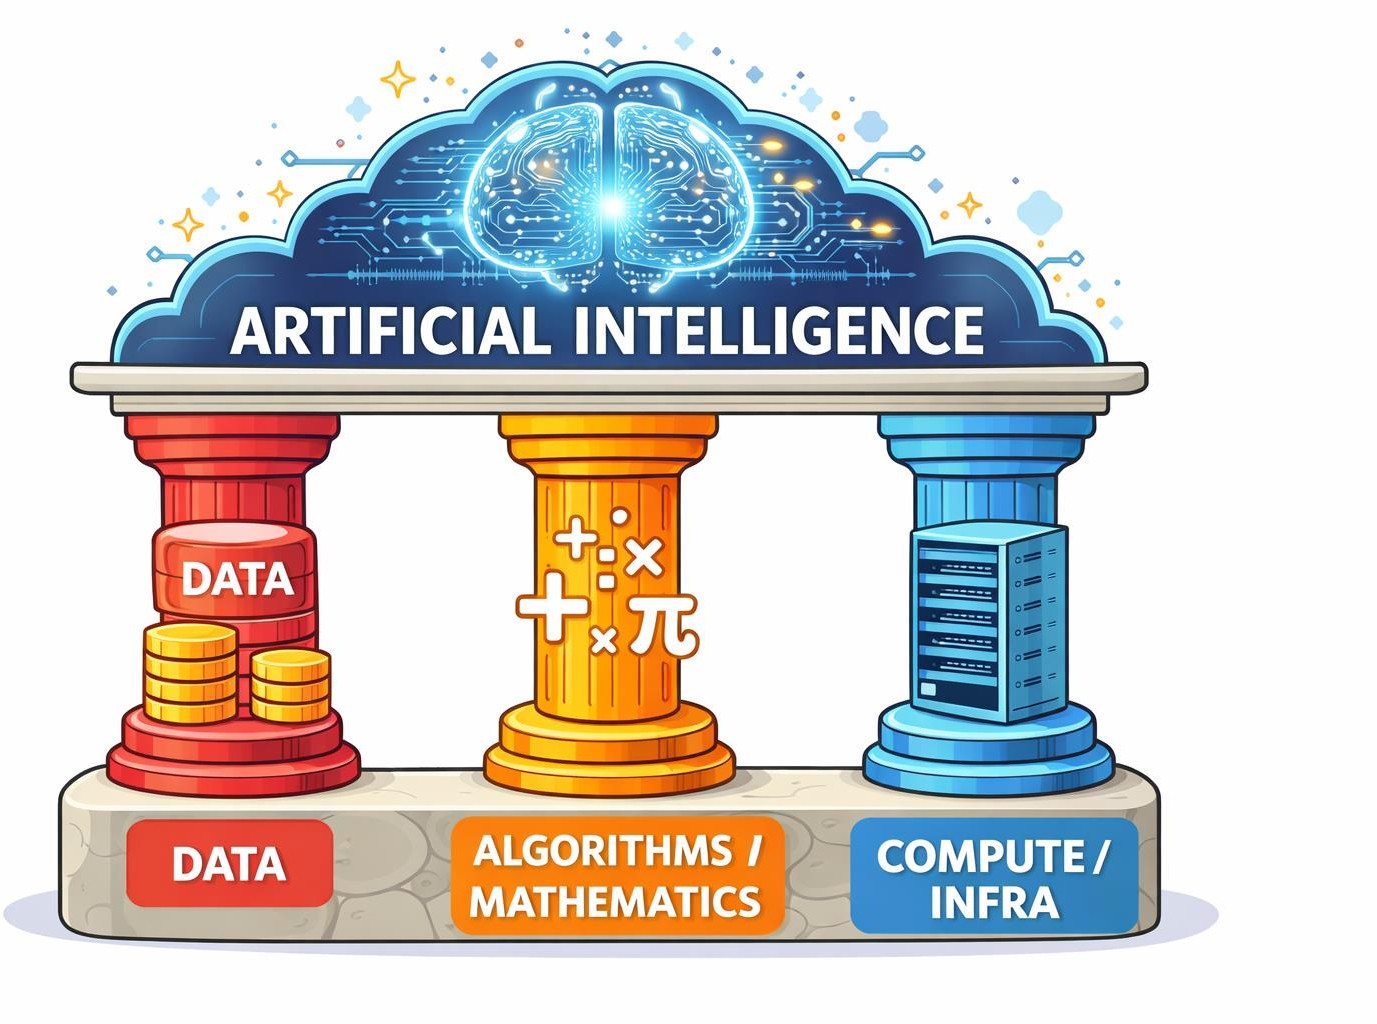 ARTIFICIAL INTELLIGENCE
DATA
+ : × + × π
DATA
ALGORITHMS /
MATHEMATICS
COMPUTE /
INFRA